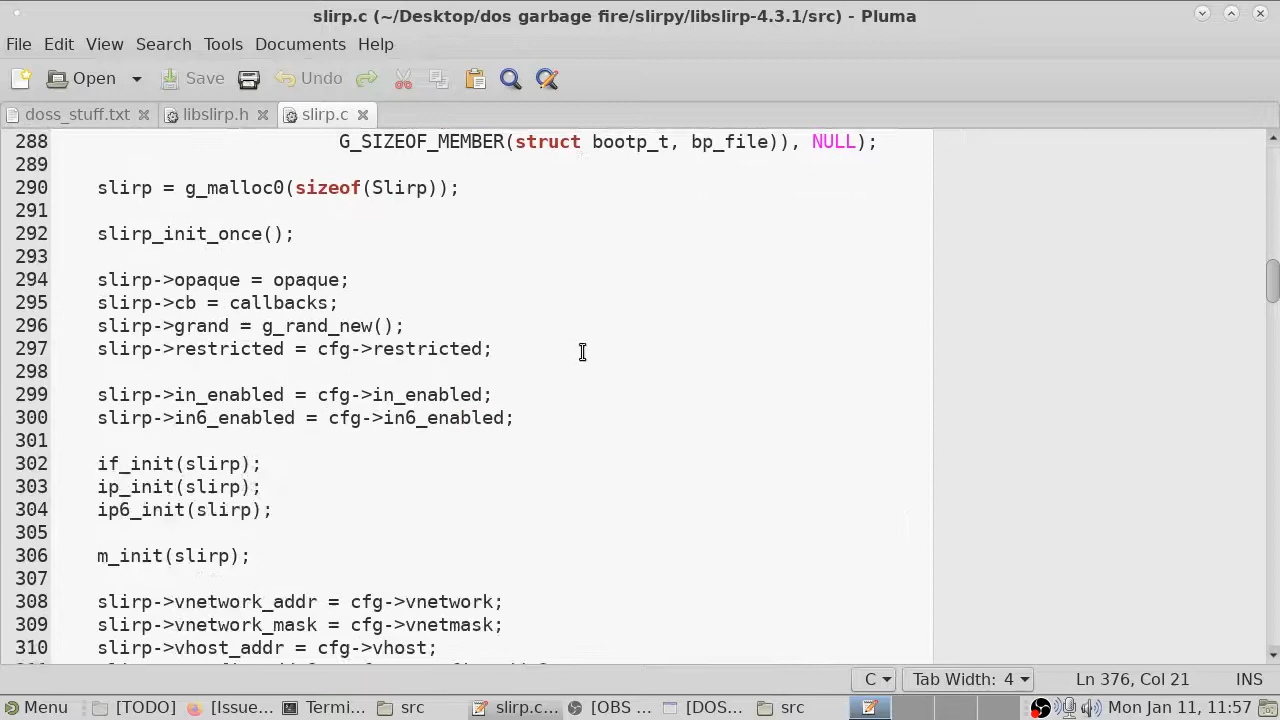 slirp.c (~/Desktop/dos garbage fire/slirpy/libslirp-4.3.1/src) - Pluma
File Edit View Search Tools Documents Help
Open Save Undo
doss_stuff.txt libslirp.h slirp.c
288 G_SIZEOF_MEMBER(struct bootp_t, bp_file)), NULL);
289
290 slirp = g_malloc0(sizeof(Slirp));
291
292 slirp_init_once();
293
294 slirp->opaque = opaque;
295 slirp->cb = callbacks;
296 slirp->grand = g_rand_new();
297 slirp->restricted = cfg->restricted;
298
299 slirp->in_enabled = cfg->in_enabled;
300 slirp->in6_enabled = cfg->in6_enabled;
301
302 if_init(slirp);
303 ip_init(slirp);
304 ip6_init(slirp);
305
306 m_init(slirp);
307
308 slirp->vnetwork_addr = cfg->vnetwork;
309 slirp->vnetwork_mask = cfg->vnetmask;
310 slirp->vhost_addr = cfg->vhost;
C Tab Width: 4 Ln 376, Col 21 INS
Menu [TODO] [Issue... Termi... src slirp.c... [OBS ... [DOS... src Mon Jan 11, 11:57